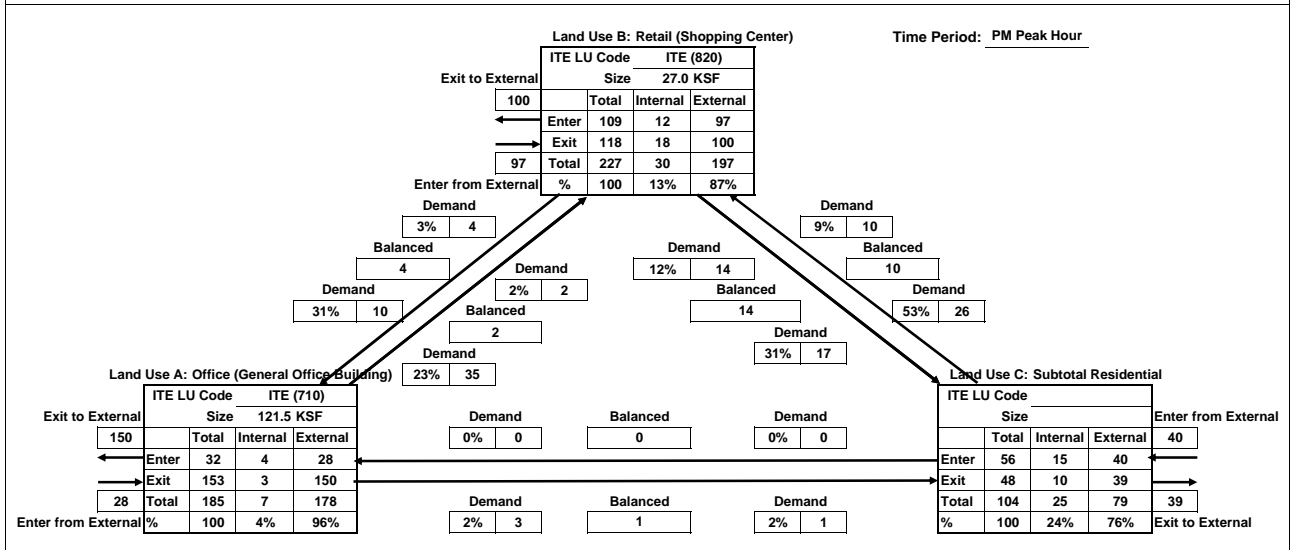 Land Use B: Retail (Shopping Center)
Time Period: PM Peak Hour
ITE LU Code ITE (820)
Exit to External Size 27.0 KSF
100 Total Internal External
Enter 109 12 97
Exit 118 18 100
97 Total 227 30 197
Enter from External % 100 13% 87%
Demand Demand
3% 4 9% 10
Balanced Demand Balanced
4 Demand 12% 14 10
Demand 2% 2 Balanced Demand
31% 10 Balanced 14 53% 26
2 Demand
Demand 31% 17
Land Use A: Office (General Office Building) 23% 35 Land Use C: Subtotal Residential
ITE LU Code ITE (710) ITE LU Code
Exit to External Size 121.5 KSF Demand Balanced Demand Size Enter from External
150 Total Internal External 0% 0 0 0% 0 Total Internal External 40
Enter 32 4 28 Enter 56 15 40
Exit 153 3 150 Exit 48 10 39
28 Total 185 7 178 Demand Balanced Demand Total 104 25 79 39
Enter from External % 100 4% 96% 2% 3 1 2% 1 % 100 24% 76% Exit to External